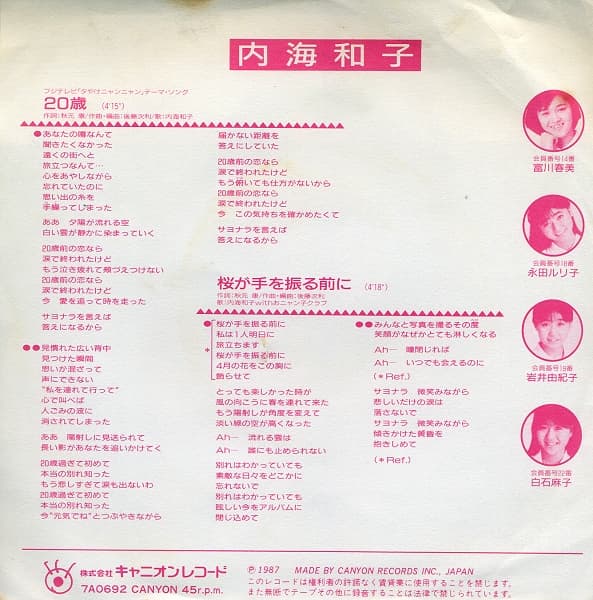 内海和子
フジテレビ「夕やけニャンニャン」テーマ・ソング
20歳 (4'15")
作詞:秋元 康/作曲・編曲:後藤次利/歌:内海和子
●あなたの噂なんて
聞きたくなかった
遠くの街へと
旅立つなんて…
心をあやしながら
忘れていたのに
思い出の糸を
手繰ってしまった
ああ 夕陽が流れる空
白い雲が静かに染まっていく
20歳前の恋なら
涙で終われたけど
もう泣き疲れて頬づえつけない
20歳前の恋なら
涙で終われたけど
今 愛を追って時を走った
サヨナラを言えば
答えになるから
●●見慣れた広い背中
見つけた瞬間
思いが混ざって
声にできない
"私を連れて行って"
心で叫べば
人ごみの波に
消されてしまった
ああ 陽射しに見送られて
長い影があなたを追いかけてく
20歳過ぎて初めて
本当の別れ知った
もう悲しすぎて涙も出ないわ
20歳過ぎて初めて
本当の別れ知った
今"元気でね"とつぶやきながら
届かない距離を
答えにしていた
20歳前の恋なら
涙で終われたけど
もう俯いても仕方がないから
20歳前の恋なら
涙で終われたけど
今 この気持ちを確かめたくて
サヨナラを言えば
答えになるから
桜が手を振る前に (4'18")
作詞:秋元 康/作曲・編曲:後藤次利
歌:内海和子withおニャン子クラブ
●桜が手を振る前に
私は1人明日に
旅立ちます
*桜が手を振る前に
4月の花をこの胸に
飾らせて
とっても楽しかった時が
風の向こうに春を連れて来た
もう陽射しが角度を変えて
淡い緑の空が高くなった
Ah─ 流れる雲は
Ah─ 誰にも止められない
別れはわかっていても
素敵な日々をどこかに
忘れないで
別れはわかっていても
眩しい今をアルバムに
閉じ込めて
●●みんなと写真を撮るその度
笑顔がなぜかとても淋しくなる
Ah─ 瞳閉じれば
Ah─ いつでも会えるのに
(*Ref.)
サヨナラ 微笑みながら
悲しいだけの涙は
落さないで
サヨナラ 微笑みながら
傾きかけた黄昏を
抱きしめて
(*Ref.)
会員番号14番
富川春美
会員番号18番
永田ルリ子
会員番号19番
岩井由紀子
会員番号22番
白石麻子
株式会社 キャニオンレコード
7A0692 CANYON 45r.p.m.
Ⓟ1987 MADE BY CANYON RECORDS INC., JAPAN
このレコードは権利者の許諾なく賃貸業に使用することを禁じます。
また無断でテープその他に録音することは法律で禁じられています。